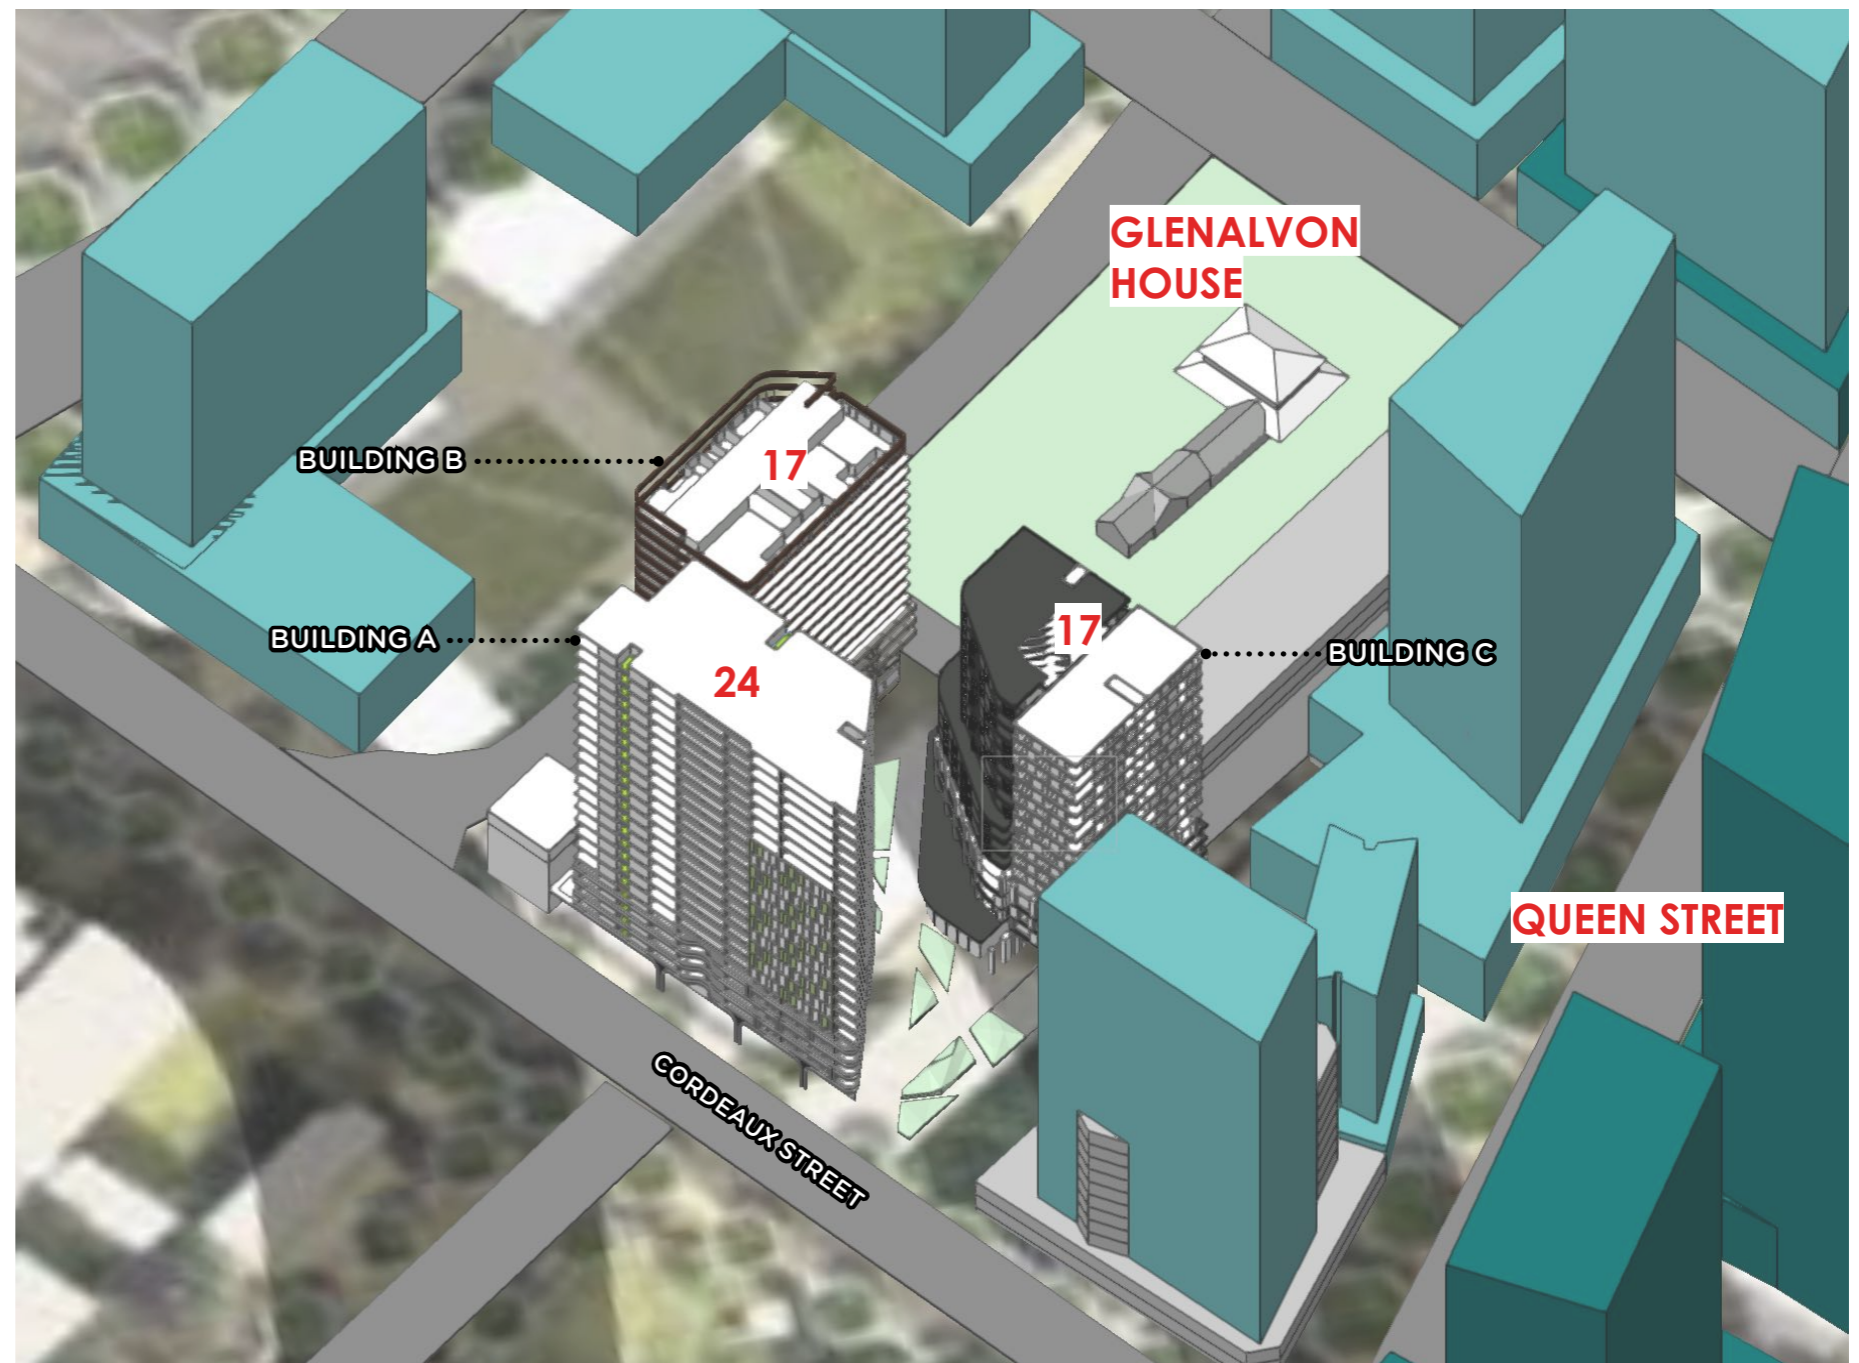 GLENALVON
HOUSE
BUILDING B
17
BUILDING A
17
BUILDING C
24
QUEEN STREET
CORDEAUX STREET